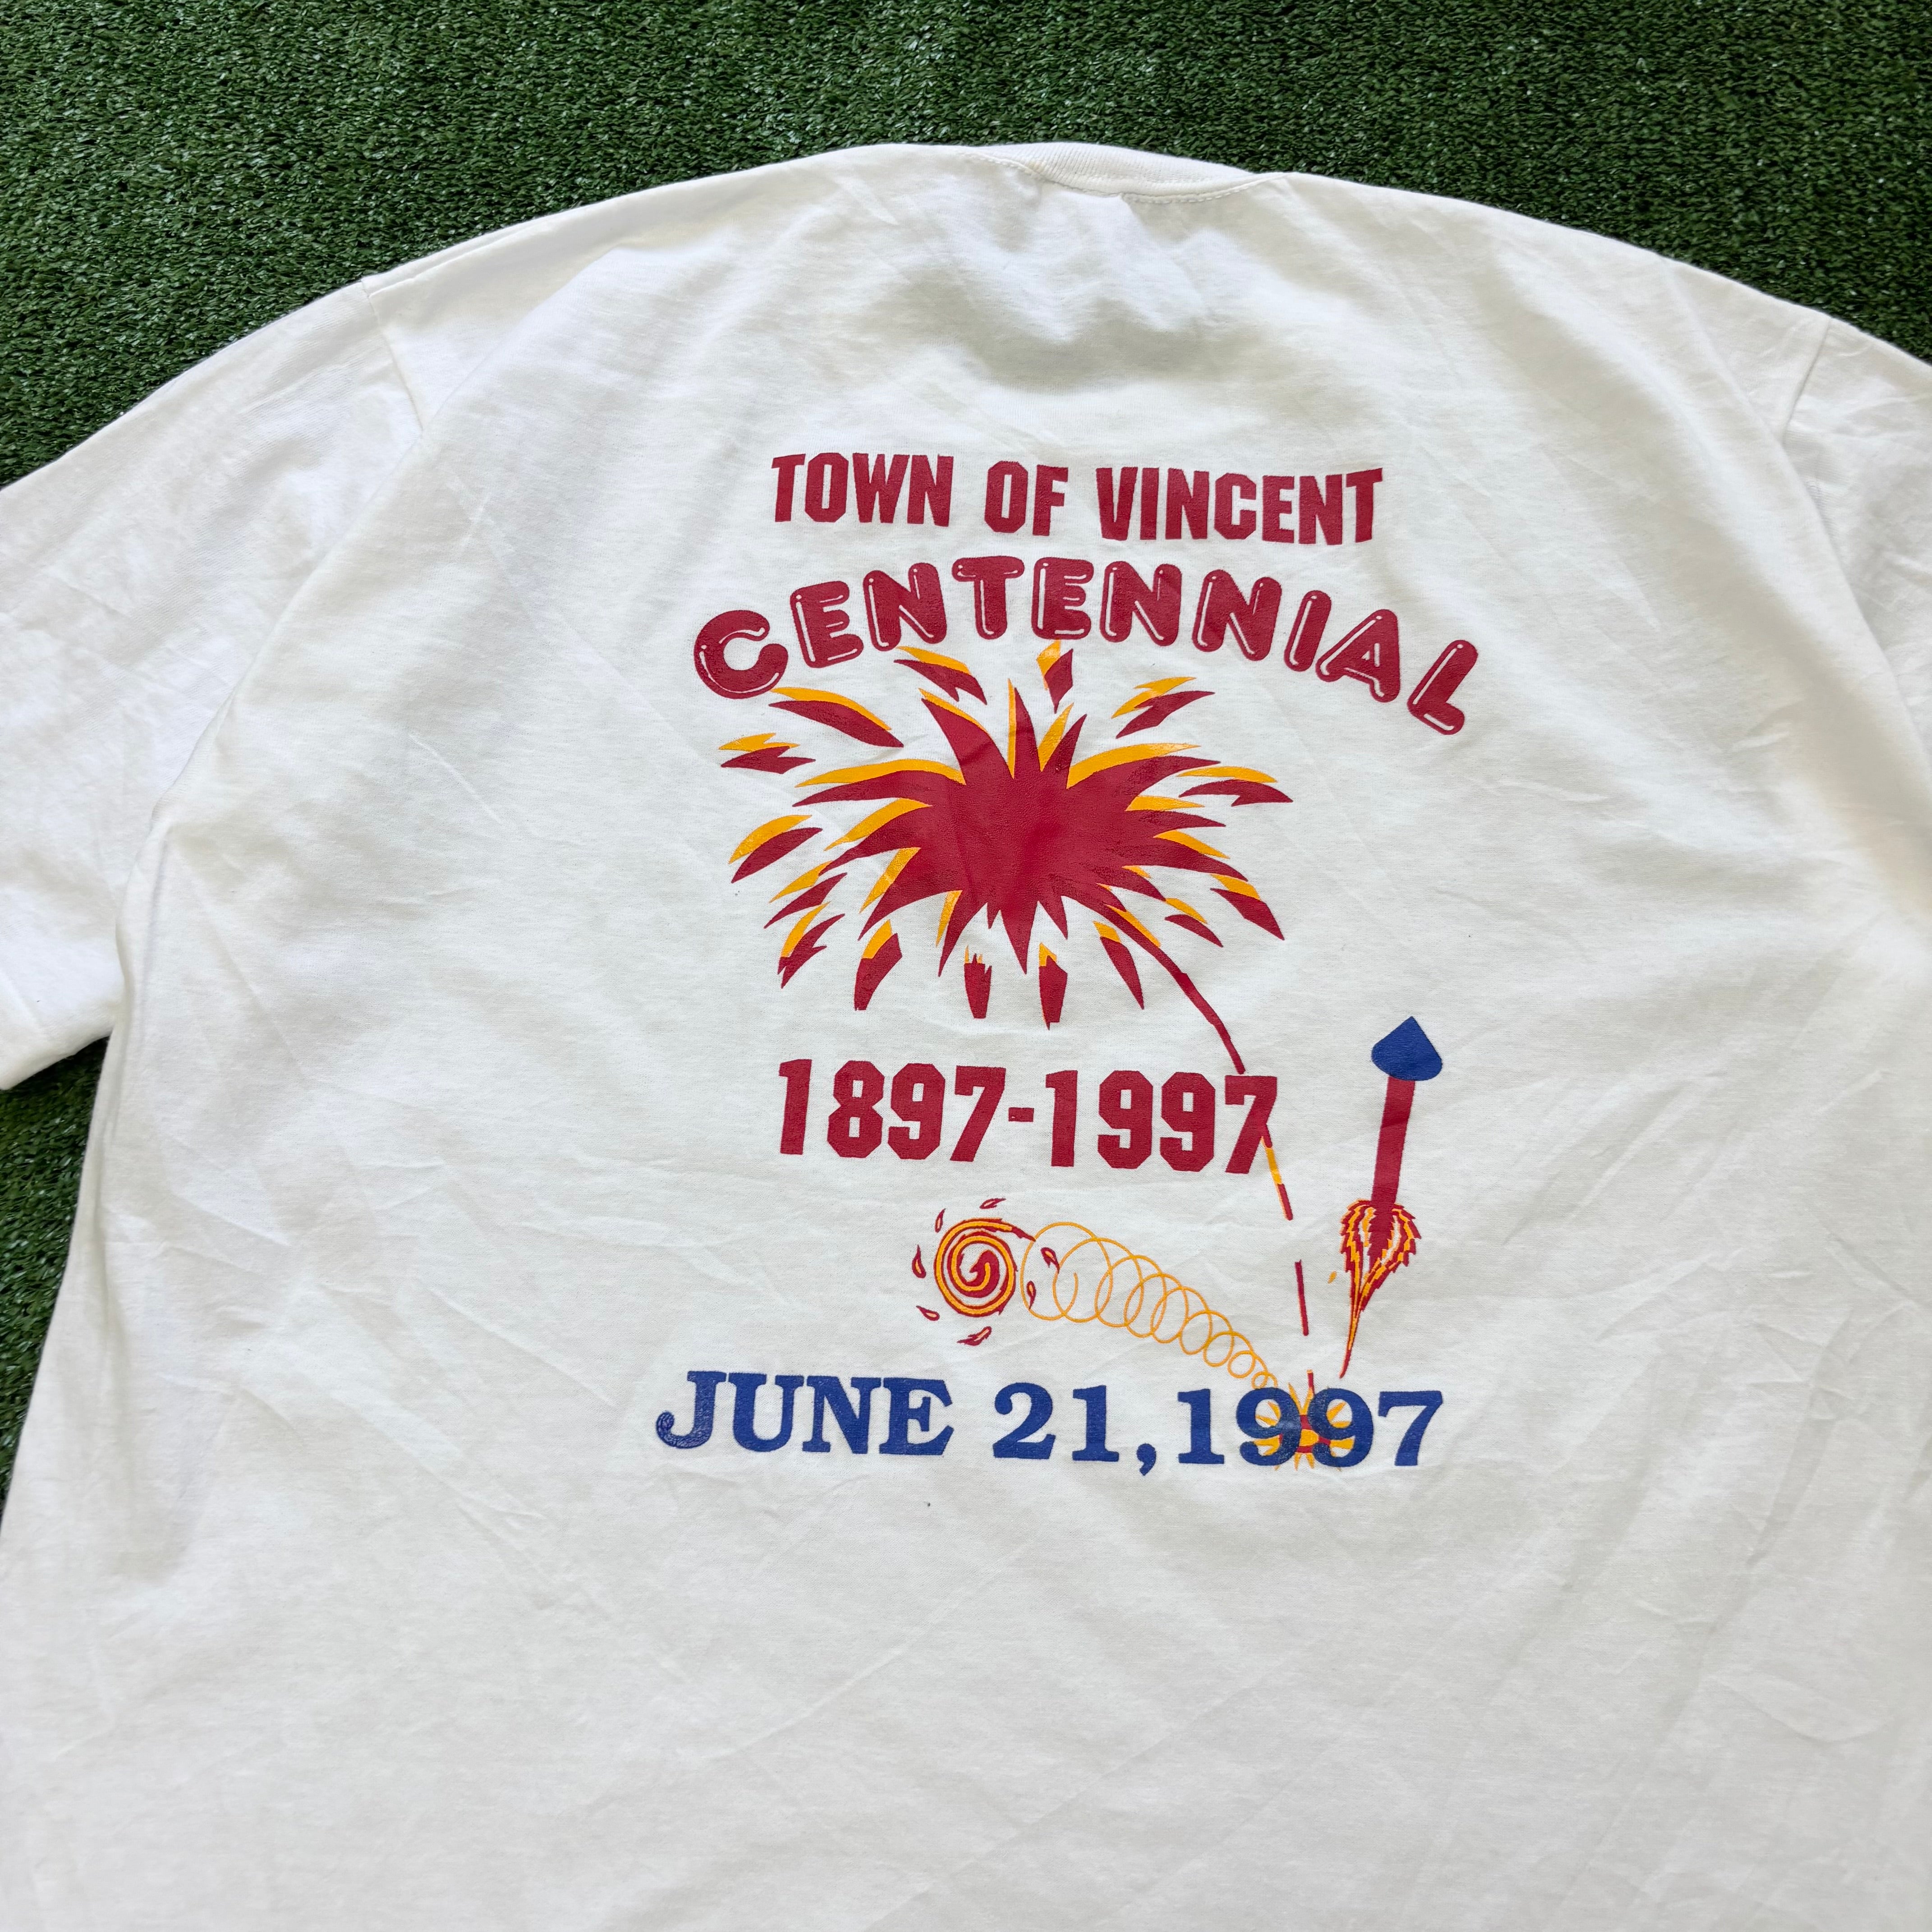 TOWN OF VINCENT
CENTENNIAL
1897-1997
JUNE 21, 1997